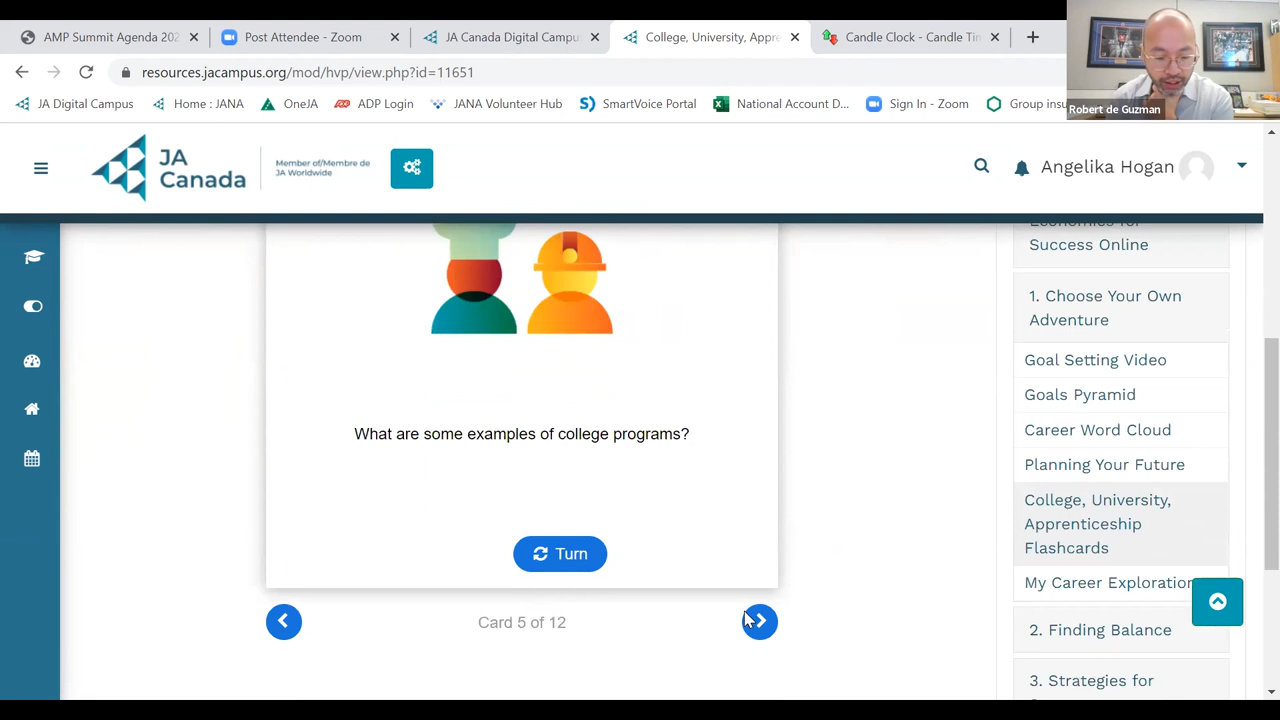 AMP Summit Agenda 202
Post Attendee - Zoom
JA Canada Digital Campu
College, University, Appre
Candle Clock - Candle Tin
resources.jacampus.org/mod/hvp/view.php?id=11651
JA Digital Campus
Home : JANA
OneJA
ADP Login
JANA Volunteer Hub
SmartVoice Portal
National Account D...
Sign In - Zoom
Group insu
Robert de Guzman
JA
Canada
Member of/Membre de
JA Worldwide
Angelika Hogan
Economics for
Success Online
1. Choose Your Own
Adventure
Goal Setting Video
Goals Pyramid
Career Word Cloud
Planning Your Future
College, University,
Apprenticeship
Flashcards
My Career Exploration
2. Finding Balance
3. Strategies for
What are some examples of college programs?
Turn
Card 5 of 12